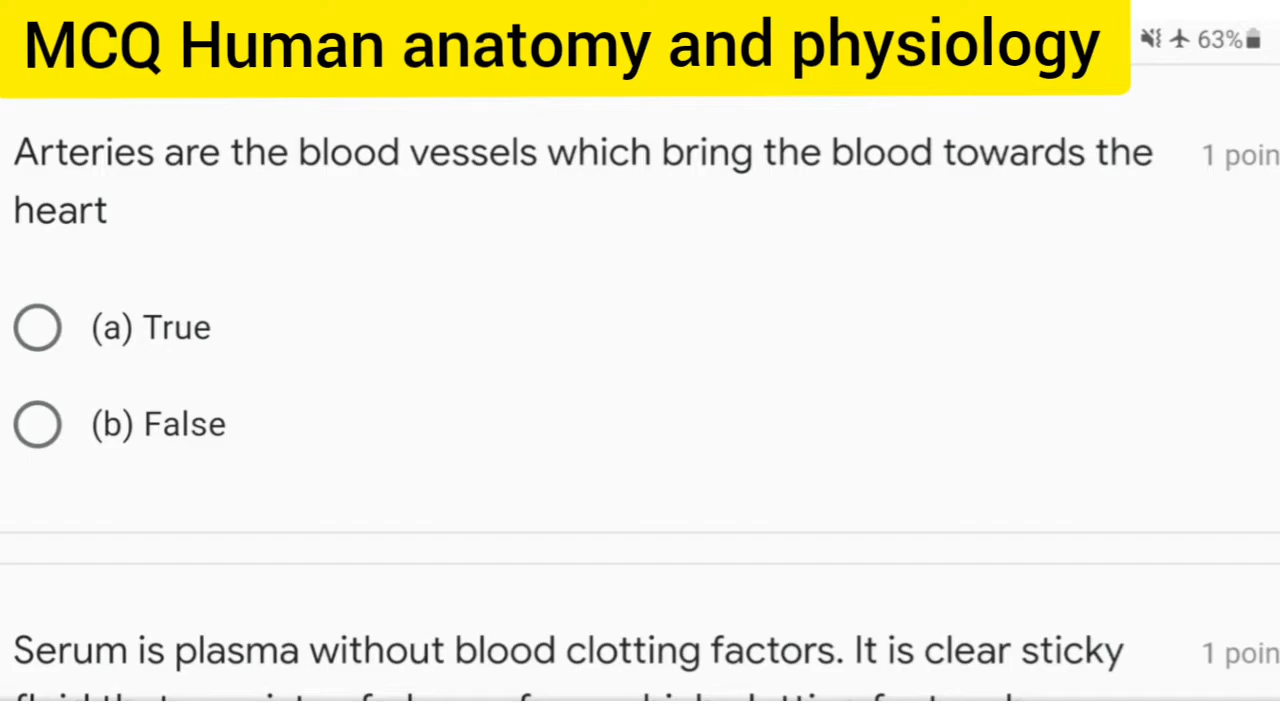 MCQ Human anatomy and physiology
63%
Arteries are the blood vessels which bring the blood towards the
1 poin
heart
(a) True
(b) False
Serum is plasma without blood clotting factors. It is clear sticky
1 poin